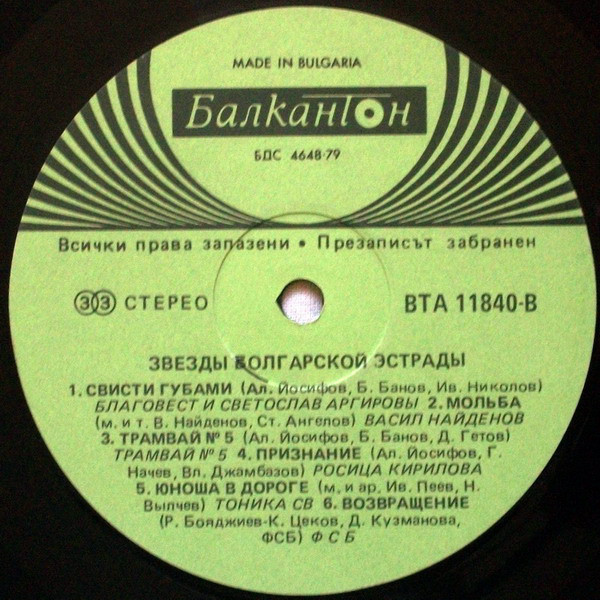 MADE IN BULGARIA
БалканТон
БДС 4648-79
Всички права запазени • Презаписът забранен
33 СТЕРЕО
ВТА 11840-В
ЗВЕЗДЫ БОЛГАРСКОЙ ЭСТРАДЫ
1. СВИСТИ ГУБАМИ (Ал. Йосифов, Б. Банов, Ив. Николов)
БЛАГОВЕСТ И СВЕТОСЛАВ АРГИРОВЫ 2. МОЛЬБА
(м. и т. В. Найденов, Ст. Ангелов) ВАСИЛ НАЙДЕНОВ
3. ТРАМВАЙ № 5 (Ал. Йосифов, Б. Банов, Д. Гетов)
ТРАМВАЙ № 5 4. ПРИЗНАНИЕ (Ал. Йосифов, Г.
Начев, Вл. Джамбазов) РОСИЦА КИРИЛОВА
5. ЮНОША В ДОРОГЕ (м. и ар. Ив. Пеев, Н.
Вылчев) ТОНИКА СВ 6. ВОЗВРАЩЕНИЕ
(Р. Бояджиев-К. Цеков, Д. Кузманова,
ФСБ) ФСБ